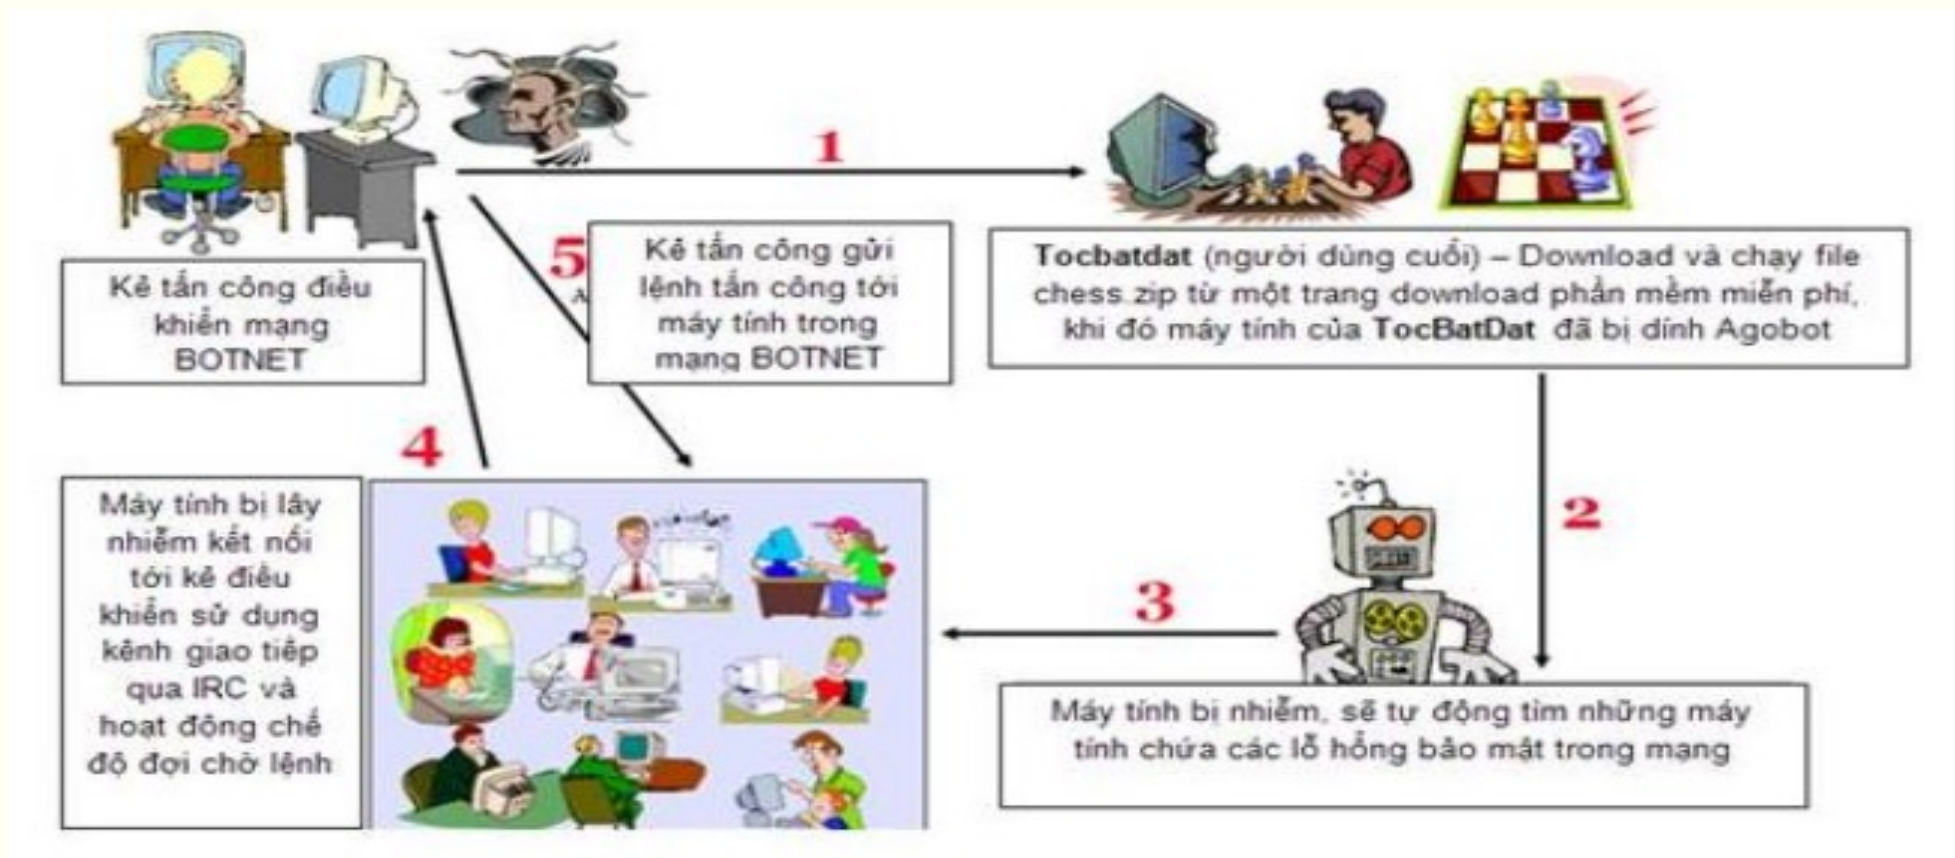 1
Kẻ tấn công điều
khiển mạng
BOTNET
5
A
Kẻ tấn công gửi
lệnh tấn công tới
máy tính trong
mạng BOTNET
Tocbatdat (người dùng cuối) – Download và chạy file
chess.zip từ một trang download phần mềm miễn phí,
khi đó máy tính của TocBatDat đã bị dính Agobot
4
2
Máy tính bị lây
nhiễm kết nối
tới kẻ điều
khiển sử dụng
kênh giao tiếp
qua IRC và
hoạt động chế
độ đợi chờ lệnh
3
Máy tính bị nhiễm, sẽ tự động tìm những máy
tính chứa các lỗ hổng bảo mật trong mạng